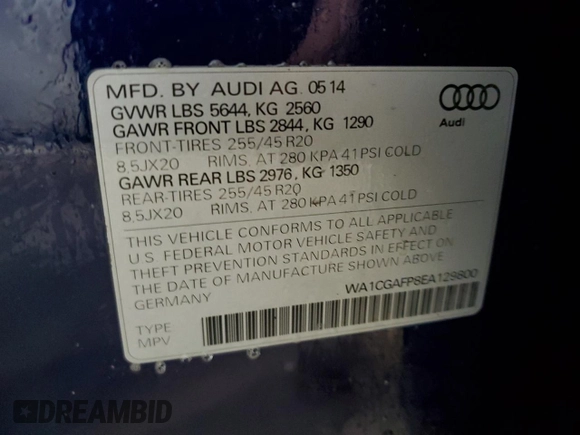 MFD. BY AUDI AG 05 14
GVWR LBS 5644, KG 2560
GAWR FRONT LBS 2844, KG 1290
FRONT-TIRES 255/45 R20
8,5JX20 RIMS. AT 280 KPA 41 PSI COLD
GAWR REAR LBS 2976, KG 1350
REAR-TIRES 255/45 R20
8,5JX20 RIMS. AT 280 KPA 41 PSI COLD
Audi
THIS VEHICLE CONFORMS TO ALL APPLICABLE
U.S. FEDERAL MOTOR VEHICLE SAFETY AND
THEFT PREVENTION STANDARDS IN EFFECT ON
THE DATE OF MANUFACTURE SHOWN ABOVE.
WA1CGAFP8EA129800
TYPE
MPV
DREAMBID